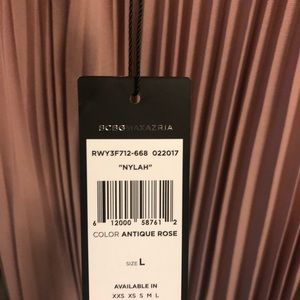 BCBGMAXAZRIA
RWY3F712-668 022017
"NYLAH"
6 12000 58761 2
COLOR ANTIQUE ROSE
SIZE L
AVAILABLE IN
XXS XS S M L